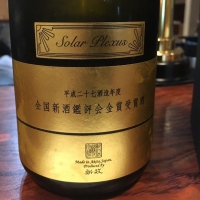 Solar Plexus
平成二十七酒造年度
全国新酒鑑評会金賞受賞酒
Made in Akita, Japan.
Produced by
新政